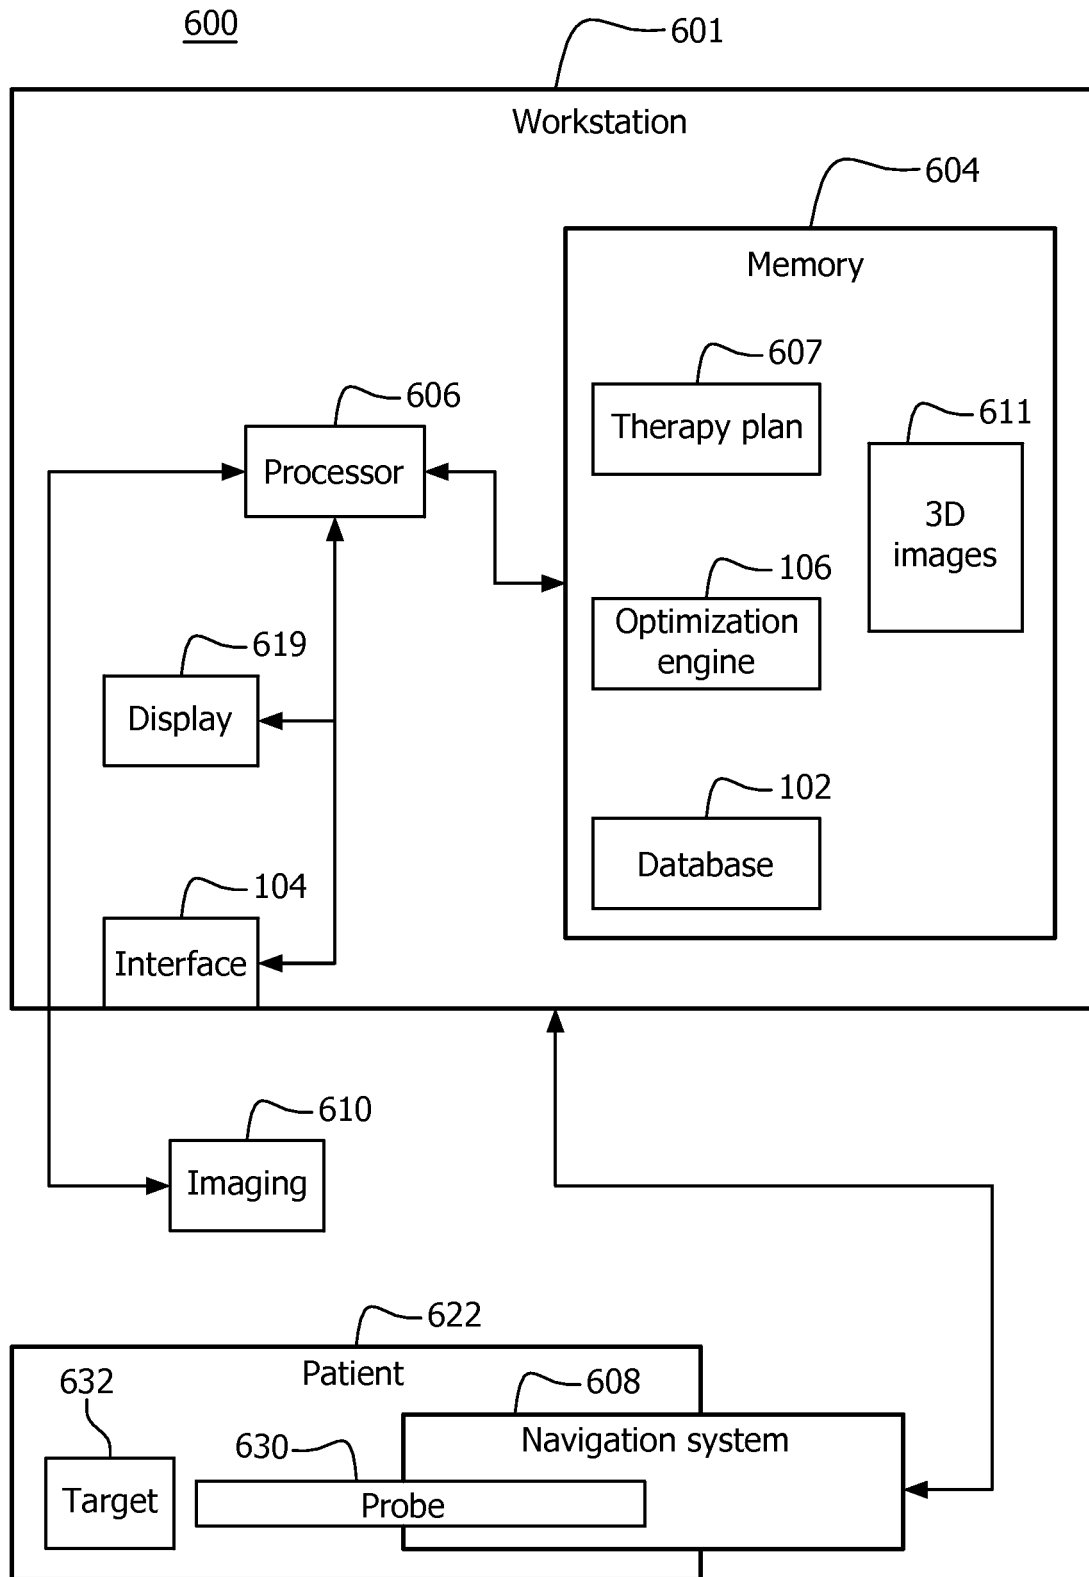 600
601
Workstation
604
Memory
607
Therapy plan
611
3D
images
606
Processor
106
Optimization
engine
619
Display
102
Database
104
Interface
610
Imaging
622
Patient
632
608
Navigation system
630
Target
Probe